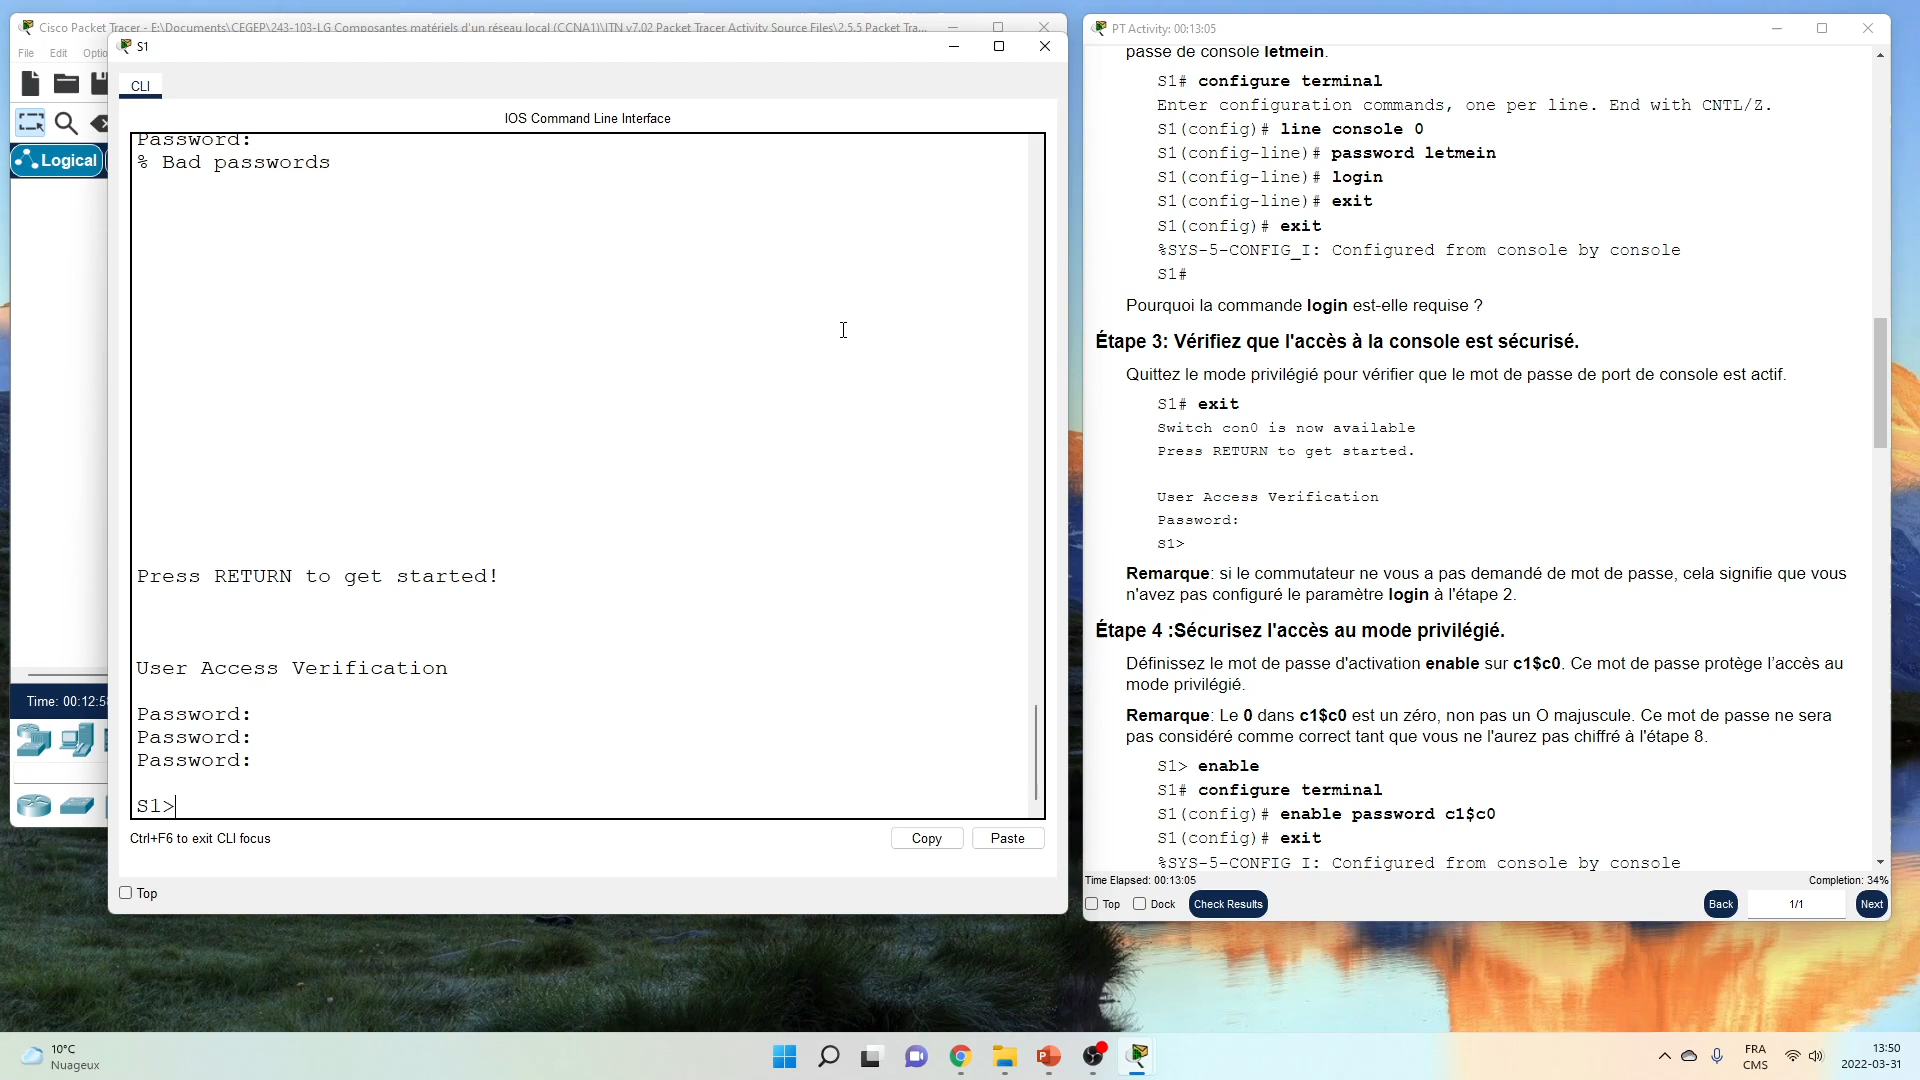 Cisco Packet Tracer - E:\Documents\CEGEP\243-103-LG Composantes matériels d'un réseau local (CCNA1)\ITN v7.02 Packet Tracer Activity Source Files\2.5.5 Packet Tra...
File Edit Optio
Logical
Time: 00:12:5
S1
CLI
IOS Command Line Interface
Password:
% Bad passwords
Press RETURN to get started!
User Access Verification
Password:
Password:
Password:
S1>
Ctrl+F6 to exit CLI focus
Copy
Paste
Top
PT Activity: 00:13:05
passe de console letmein.
S1# configure terminal
Enter configuration commands, one per line. End with CNTL/Z.
S1(config)# line console 0
S1(config-line)# password letmein
S1(config-line)# login
S1(config-line)# exit
S1(config)# exit
%SYS-5-CONFIG_I: Configured from console by console
S1#
Pourquoi la commande login est-elle requise ?
Étape 3: Vérifiez que l'accès à la console est sécurisé.
Quittez le mode privilégié pour vérifier que le mot de passe de port de console est actif.
S1# exit
Switch con0 is now available
Press RETURN to get started.
User Access Verification
Password:
S1>
Remarque: si le commutateur ne vous a pas demandé de mot de passe, cela signifie que vous
n'avez pas configuré le paramètre login à l'étape 2.
Étape 4 :Sécurisez l'accès au mode privilégié.
Définissez le mot de passe d'activation enable sur c1$c0. Ce mot de passe protège l’accès au
mode privilégié.
Remarque: Le 0 dans c1$c0 est un zéro, non pas un O majuscule. Ce mot de passe ne sera
pas considéré comme correct tant que vous ne l'aurez pas chiffré à l'étape 8.
S1> enable
S1# configure terminal
S1(config)# enable password c1$c0
S1(config)# exit
%SYS-5-CONFIG_I: Configured from console by console
Time Elapsed: 00:13:05
Completion: 34%
Top
Dock
Check Results
Back
1/1
Next
10°C
Nuageux
FRA
CMS
13:50
2022-03-31